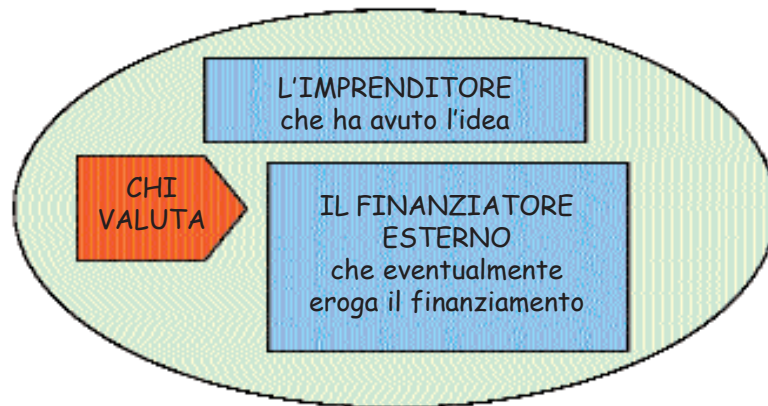 L'IMPRENDITORE
che ha avuto l'idea
CHI
VALUTA
IL FINANZIATORE
ESTERNO
che eventualmente
eroga il finanziamento